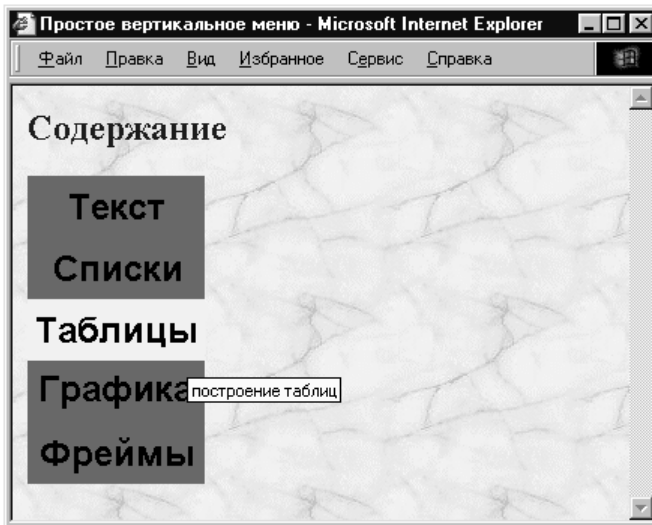 Простое вертикальное меню - Microsoft Internet Explorer
Файл Правка Вид Избранное Сервис Справка
Содержание
Текст
Списки
Таблицы
Графика
построение таблиц
Фреймы